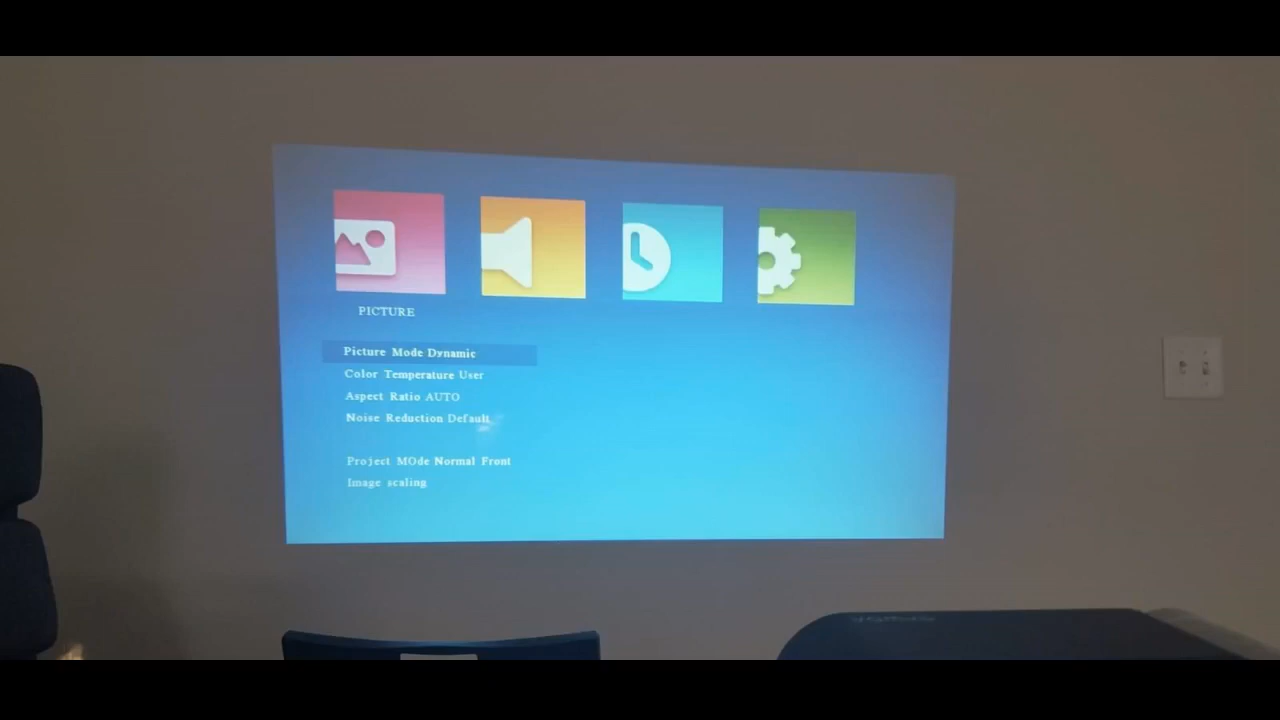 PICTURE
Picture Mode Dynamic
Color Temperature User
Aspect Ratio AUTO
Noise Reduction Default
Project MOde Normal Front
Image scaling